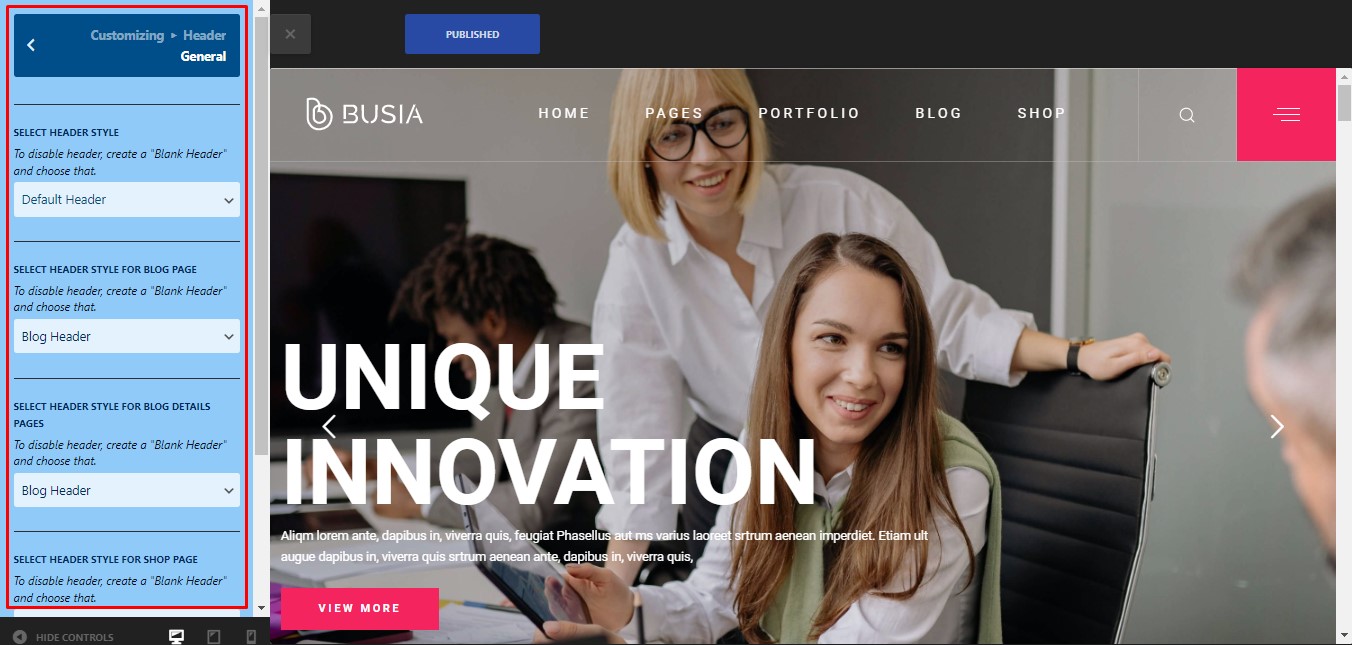 Customizing ▸ Header
General
SELECT HEADER STYLE
To disable header, create a "Blank Header"
and choose that.
Default Header
SELECT HEADER STYLE FOR BLOG PAGE
To disable header, create a "Blank Header"
and choose that.
Blog Header
SELECT HEADER STYLE FOR BLOG DETAILS
PAGES
To disable header, create a "Blank Header"
and choose that.
Blog Header
SELECT HEADER STYLE FOR SHOP PAGE
To disable header, create a "Blank Header"
and choose that.
HIDE CONTROLS
PUBLISHED
BUSIA
HOME PAGES PORTFOLIO BLOG SHOP
UNIQUE
INNOVATION
Aliqm lorem ante, dapibus in, viverra quis, feugiat Phasellus aut ms varius laoreet srtrum aenean imperdiet. Etiam ult
augue dapibus in, viverra quis srtrum aenean ante, dapibus in, viverra quis,
VIEW MORE